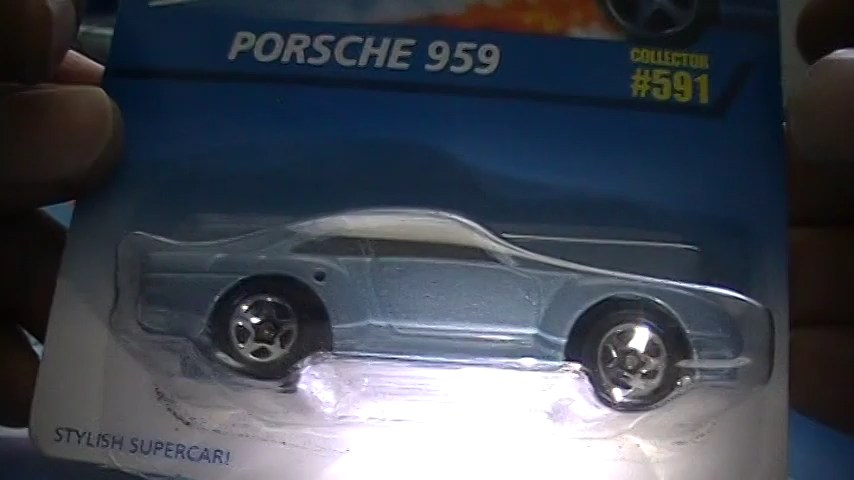 PORSCHE 959
COLLECTOR
#591
STYLISH SUPERCAR!